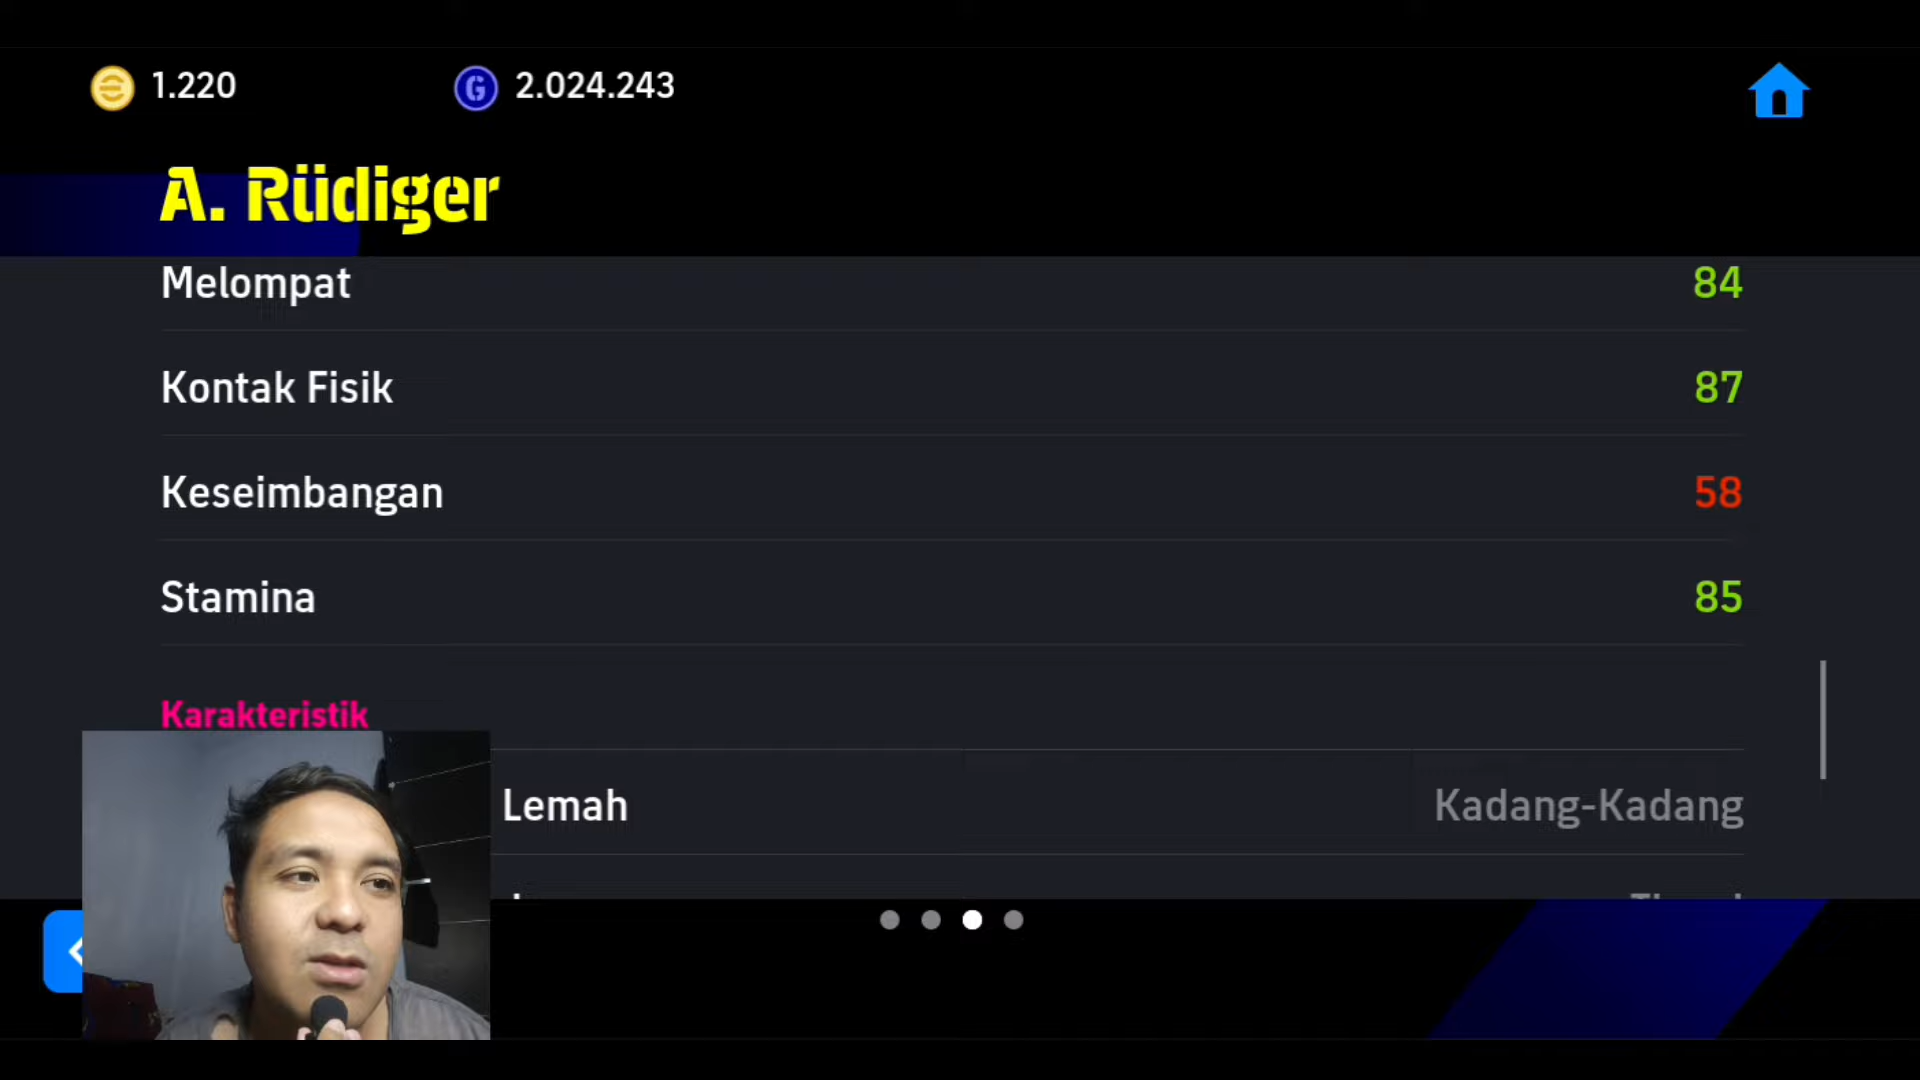 1.220
2.024.243
A. Rüdiger
Melompat 84
Kontak Fisik 87
Keseimbangan 58
Stamina 85
Karakteristik
Lemah Kadang-Kadang